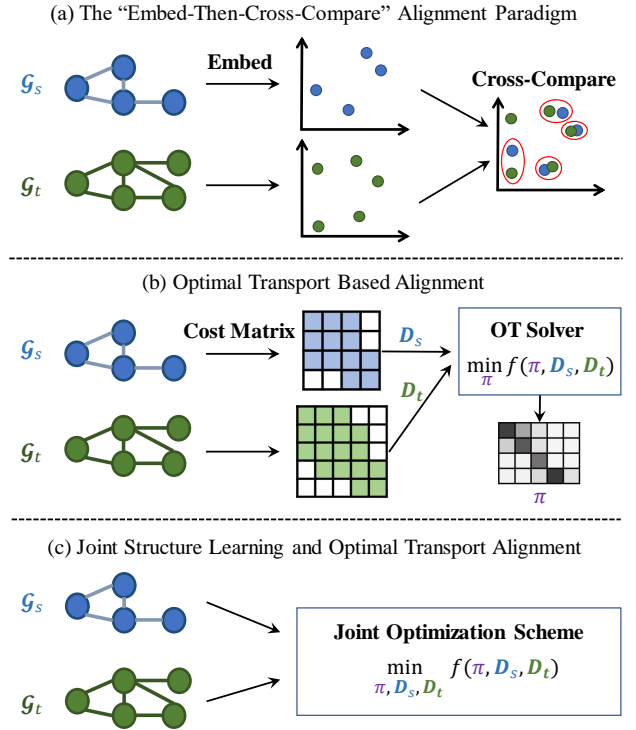 (a) The “Embed-Then-Cross-Compare” Alignment Paradigm
𝒢s
Embed
Cross-Compare
𝒢t
(b) Optimal Transport Based Alignment
𝒢s
Cost Matrix
Ds
OT Solver
min f(π, Ds, Dt)
π
Dt
𝒢t
π
(c) Joint Structure Learning and Optimal Transport Alignment
𝒢s
Joint Optimization Scheme
min f(π, Ds, Dt)
π, Ds, Dt
𝒢t